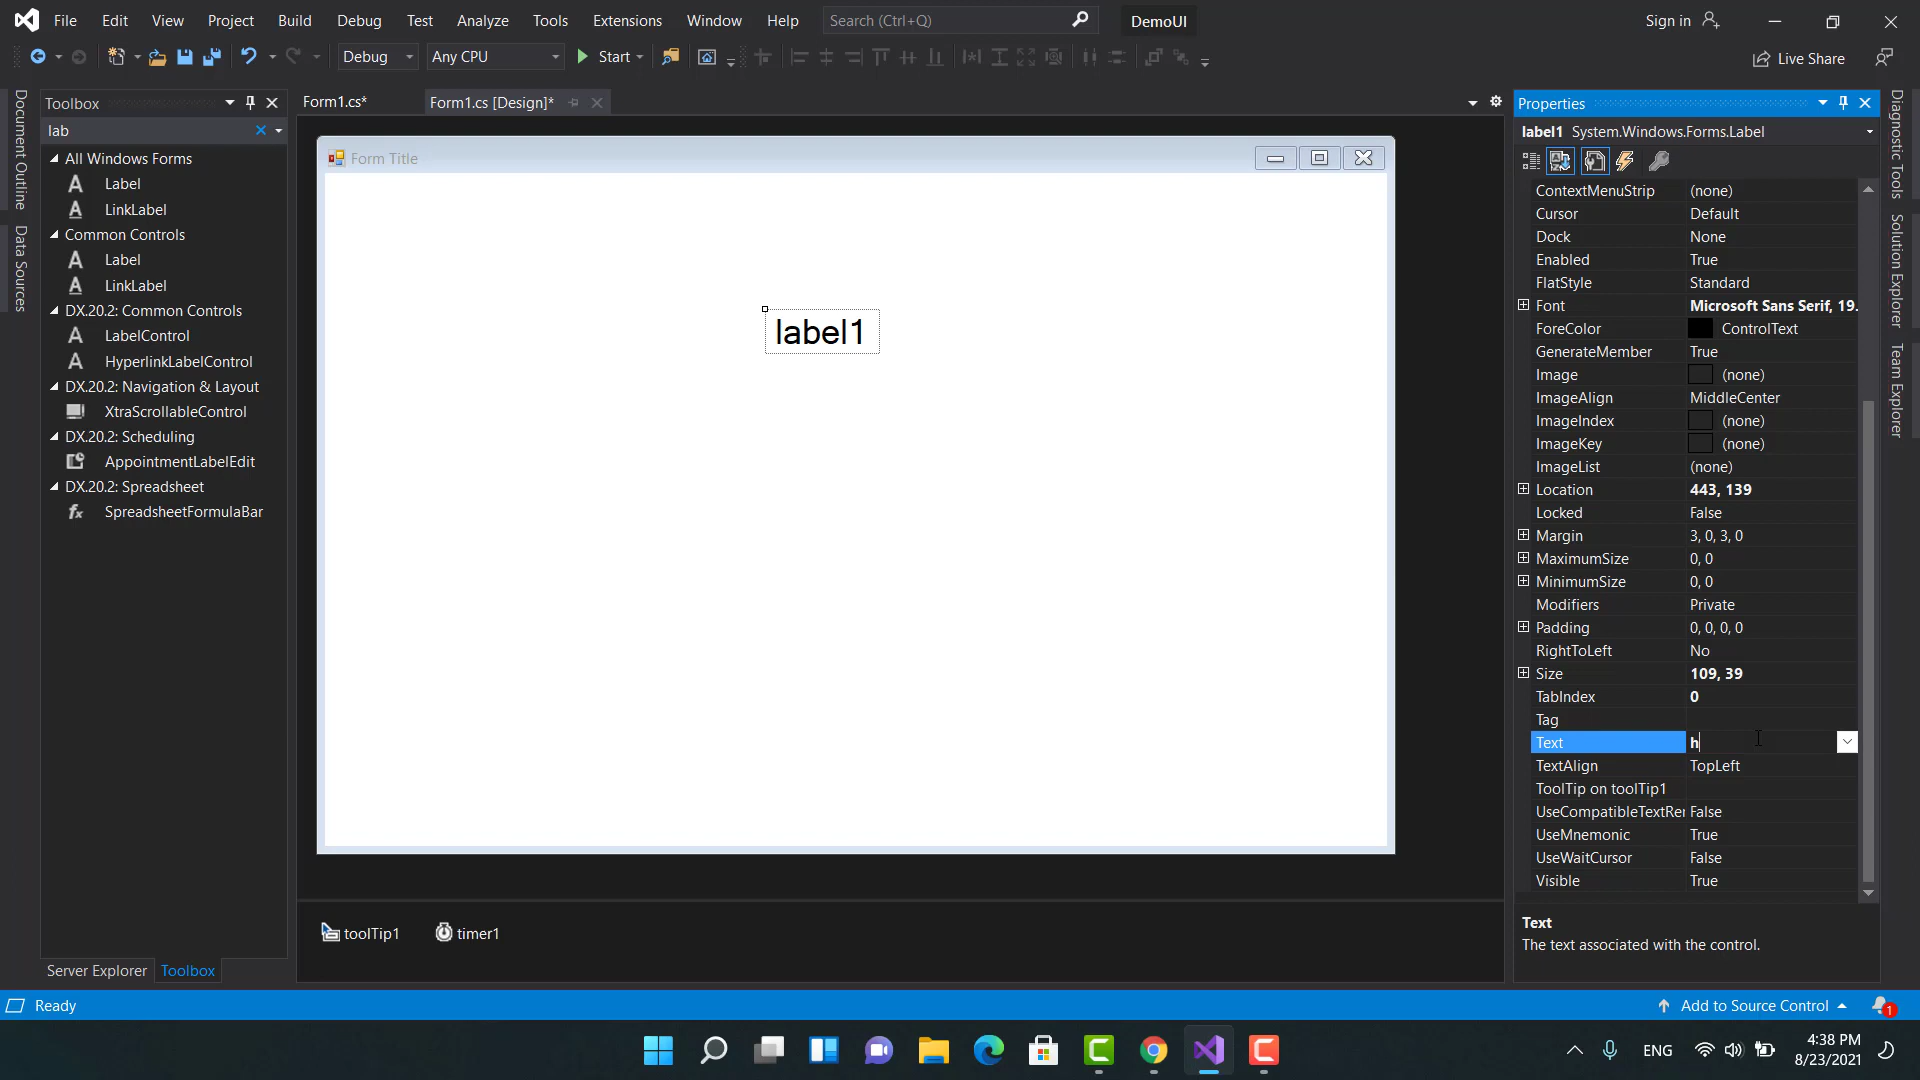 File Edit View Project Build Debug Test Analyze Tools Extensions Window Help Search (Ctrl+Q) DemoUI Sign in
Debug Any CPU Start Live Share
Document Outline
Data Sources
Toolbox
lab
All Windows Forms
Label
LinkLabel
Common Controls
Label
LinkLabel
DX.20.2: Common Controls
LabelControl
HyperlinkLabelControl
DX.20.2: Navigation & Layout
XtraScrollableControl
DX.20.2: Scheduling
AppointmentLabelEdit
DX.20.2: Spreadsheet
SpreadsheetFormulaBar
Server Explorer Toolbox
Form1.cs* Form1.cs [Design]*
Form Title
label1
toolTip1 timer1
Properties
label1 System.Windows.Forms.Label
ContextMenuStrip (none)
Cursor Default
Dock None
Enabled True
FlatStyle Standard
Font Microsoft Sans Serif, 19.
ForeColor ControlText
GenerateMember True
Image (none)
ImageAlign MiddleCenter
ImageIndex (none)
ImageKey (none)
ImageList (none)
Location 443, 139
Locked False
Margin 3, 0, 3, 0
MaximumSize 0, 0
MinimumSize 0, 0
Modifiers Private
Padding 0, 0, 0, 0
RightToLeft No
Size 109, 39
TabIndex 0
Tag
Text h
TextAlign TopLeft
ToolTip on toolTip1
UseCompatibleTextRer False
UseMnemonic True
UseWaitCursor False
Visible True
Text
The text associated with the control.
Diagnostic Tools
Solution Explorer
Team Explorer
Ready Add to Source Control 1
ENG 4:38 PM
8/23/2021